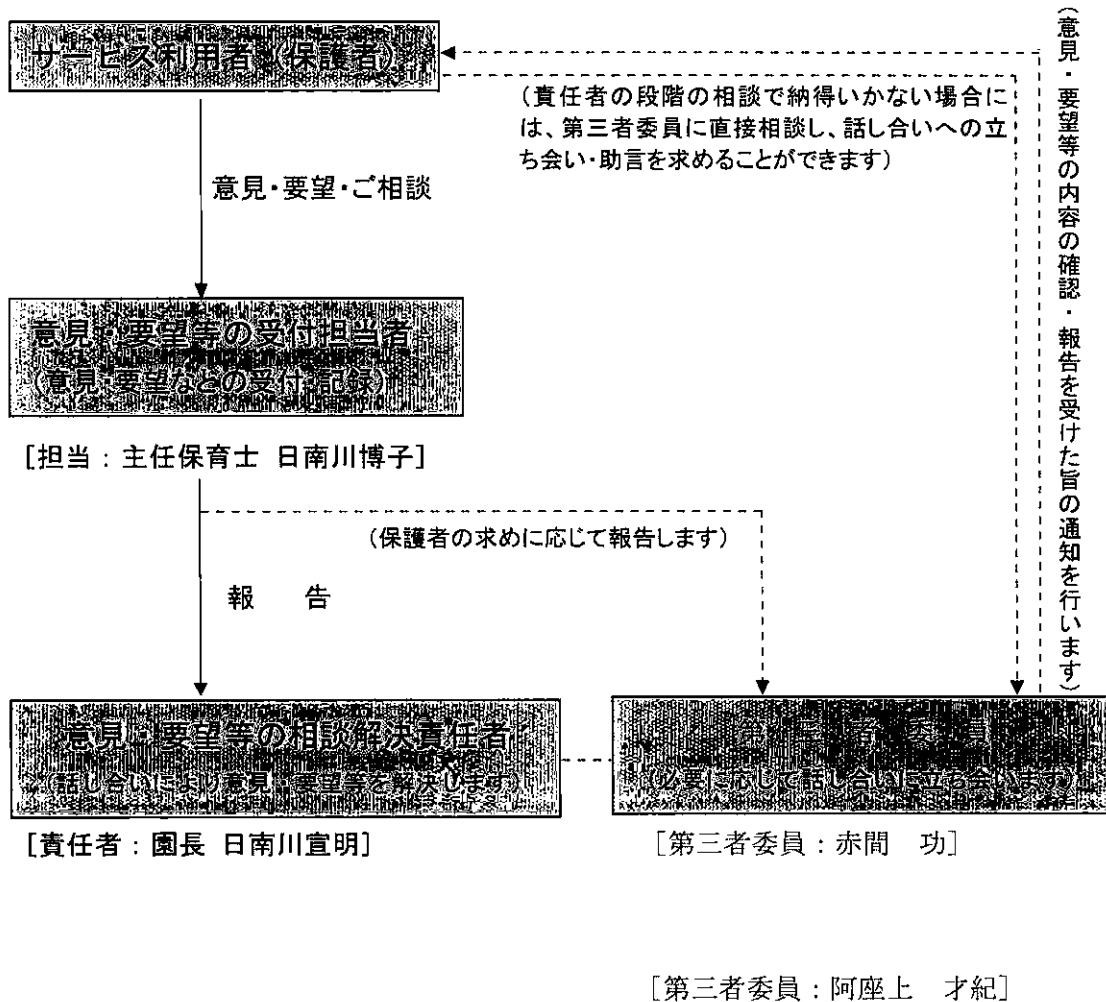 サービス利用者（保護者）
（責任者の段階の相談で納得いかない場合に
は、第三者委員に直接相談し、話し合いへの立
ち会い・助言を求めることができます）
（意見・要望等の内容の確認・報告を受けた旨の通知を行います）
意見・要望・ご相談
意見・要望等の受付担当者
（意見・要望などの受付・記録）
［担当：主任保育士 日南川博子］
（保護者の求めに応じて報告します）
報　告
意見・要望等の相談解決責任者
（話し合いにより意見・要望等を解決します）
第三者委員
（必要に応じて話し合いに立ち会います）
［責任者：園長 日南川宣明］
［第三者委員：赤間　功］
［第三者委員：阿座上　才紀］